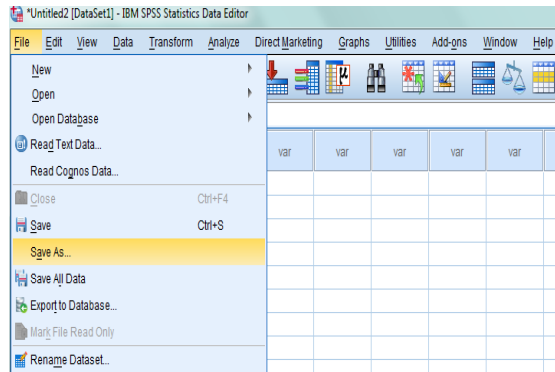 *Untitled2 [DataSet1] - IBM SPSS Statistics Data Editor
File Edit View Data Transform Analyze Direct Marketing Graphs Utilities Add-ons Window Help
New
Open
Open Database
Read Text Data...
Read Cognos Data...
Close Ctrl+F4
Save Ctrl+S
Save As...
Save All Data
Export to Database...
Mark File Read Only
Rename Dataset...
μ
var var var var var